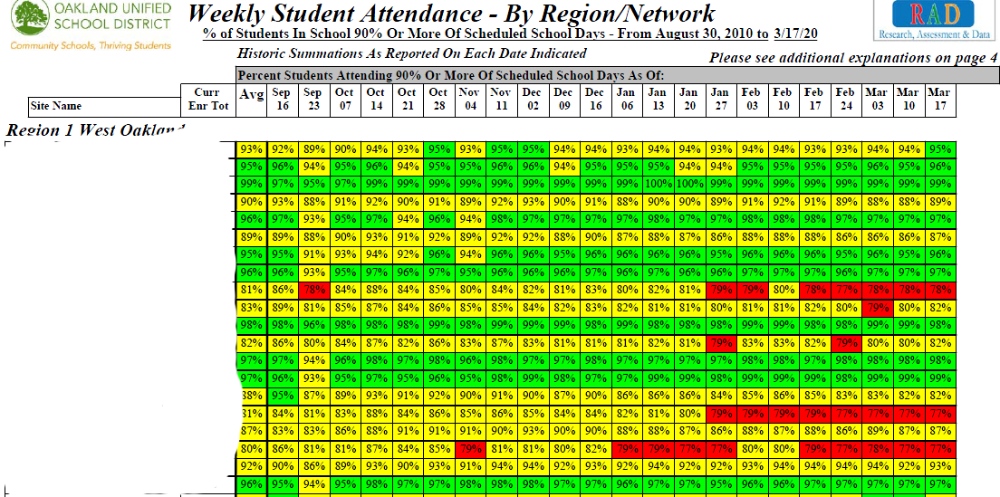 OAKLAND UNIFIED
SCHOOL DISTRICT
Community Schools, Thriving Students
Weekly Student Attendance - By Region/Network
% of Students In School 90% Or More Of Scheduled School Days - From August 30, 2010 to 3/17/20
RAD
Research, Assessment & Data
Historic Summations As Reported On Each Date Indicated
Please see additional explanations on page 4
Percent Students Attending 90% Or More Of Scheduled School Days As Of:
Site Name Curr Enr Tot Avg Sep 16 Sep 23 Oct 07 Oct 14 Oct 21 Oct 28 Nov 04 Nov 11 Dec 02 Dec 09 Dec 16 Jan 06 Jan 13 Jan 20 Jan 27 Feb 03 Feb 10 Feb 17 Feb 24 Mar 03 Mar 10 Mar 17
Region 1 West Oakland
93% 92% 89% 90% 94% 93% 95% 93% 95% 95% 94% 94% 93% 94% 94% 93% 94% 94% 93% 93% 94% 94% 95%
95% 96% 94% 95% 96% 94% 95% 95% 96% 96% 94% 95% 95% 95% 94% 94% 95% 95% 95% 95% 96% 95% 96%
99% 97% 95% 97% 99% 99% 99% 99% 99% 99% 99% 99% 99% 100% 100% 99% 99% 99% 99% 99% 99% 99% 99%
90% 93% 88% 91% 92% 90% 91% 89% 92% 93% 90% 91% 88% 90% 90% 89% 91% 92% 91% 89% 88% 88% 89%
96% 97% 93% 95% 97% 94% 96% 94% 98% 97% 97% 97% 97% 98% 97% 97% 98% 98% 98% 97% 97% 97% 97%
89% 89% 88% 90% 93% 91% 92% 89% 92% 92% 88% 90% 87% 88% 87% 86% 88% 88% 88% 86% 86% 86% 87%
95% 95% 91% 93% 94% 92% 96% 94% 96% 96% 95% 96% 96% 96% 96% 95% 96% 96% 96% 95% 96% 95% 96%
96% 96% 93% 95% 97% 96% 97% 95% 96% 96% 96% 97% 96% 97% 96% 96% 97% 97% 96% 97% 97% 97%
81% 86% 78% 84% 88% 84% 85% 80% 84% 82% 81% 83% 80% 82% 81% 79% 79% 80% 78% 77% 78% 78% 78%
83% 89% 81% 85% 87% 84% 86% 85% 85% 84% 82% 83% 82% 81% 81% 80% 81% 81% 82% 80% 79% 80% 82%
98% 98% 96% 98% 98% 98% 99% 98% 99% 99% 99% 98% 99% 98% 98% 98% 99% 99% 98% 98% 99% 99% 98%
82% 86% 80% 84% 87% 82% 86% 83% 87% 83% 81% 81% 81% 82% 81% 79% 83% 83% 82% 79% 80% 80% 82%
97% 97% 94% 96% 98% 97% 98% 97% 98% 98% 97% 98% 97% 98% 97% 97% 98% 97% 97% 98% 98% 98% 98%
97% 96% 93% 95% 97% 95% 96% 95% 98% 99% 98% 97% 97% 99% 99% 98% 99% 99% 99% 98% 99% 99% 99%
88% 95% 87% 89% 93% 91% 92% 90% 91% 90% 87% 90% 86% 86% 86% 84% 85% 86% 85% 83% 83% 82% 82%
81% 84% 81% 83% 88% 84% 86% 85% 86% 85% 84% 84% 82% 81% 80% 79% 79% 79% 79% 77% 77% 77% 77%
87% 83% 83% 86% 88% 91% 91% 91% 90% 93% 90% 90% 88% 88% 87% 86% 88% 87% 88% 86% 89% 87% 87%
80% 86% 81% 81% 87% 84% 85% 79% 81% 81% 80% 82% 79% 79% 77% 77% 80% 80% 79% 77% 78% 77% 77%
92% 90% 86% 89% 93% 90% 93% 91% 94% 94% 92% 93% 92% 94% 92% 92% 93% 94% 94% 94% 94% 92% 93%
96% 95% 94% 95% 97% 95% 97% 96% 98% 98% 97% 97% 96% 97% 97% 96% 97% 97% 97% 97% 98% 97% 97%